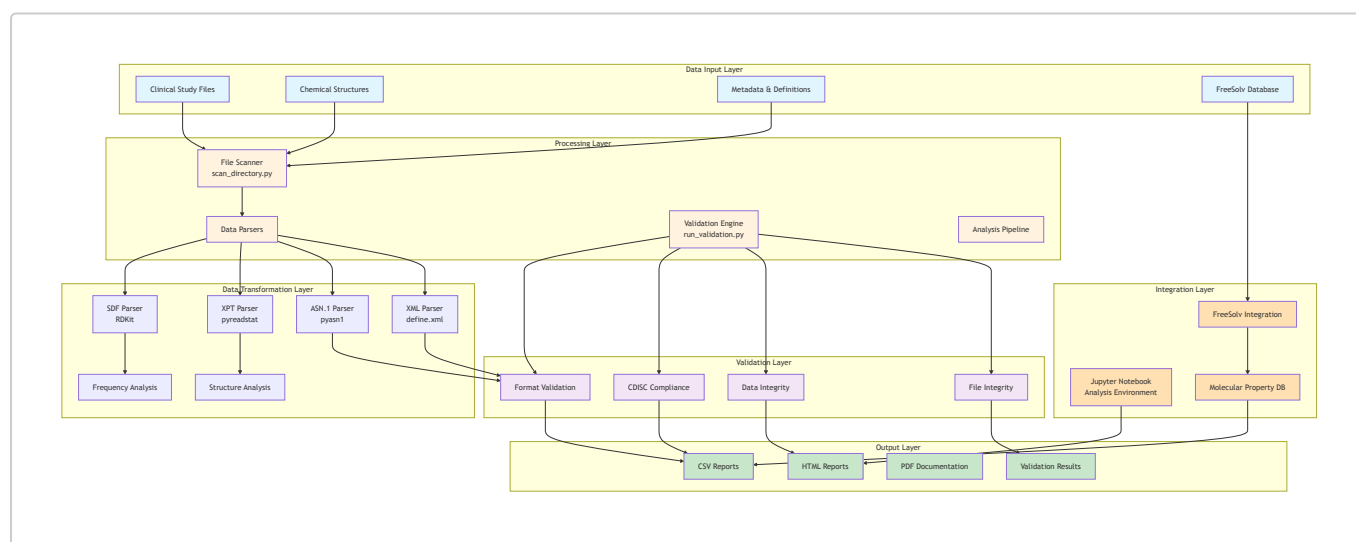 Data Input Layer
Clinical Study Files
Chemical Structures
Metadata & Definitions
FreeSolv Database
Processing Layer
File Scanner
scan_directory.py
Data Parsers
Validation Engine
run_validation.py
Analysis Pipeline
Data Transformation Layer
SDF Parser
RDKit
XPT Parser
pyreadstat
ASN.1 Parser
pyasn1
XML Parser
define.xml
Frequency Analysis
Structure Analysis
Integration Layer
FreeSolv Integration
Jupyter Notebook
Analysis Environment
Molecular Property DB
Validation Layer
Format Validation
CDISC Compliance
Data Integrity
File Integrity
Output Layer
CSV Reports
HTML Reports
PDF Documentation
Validation Results